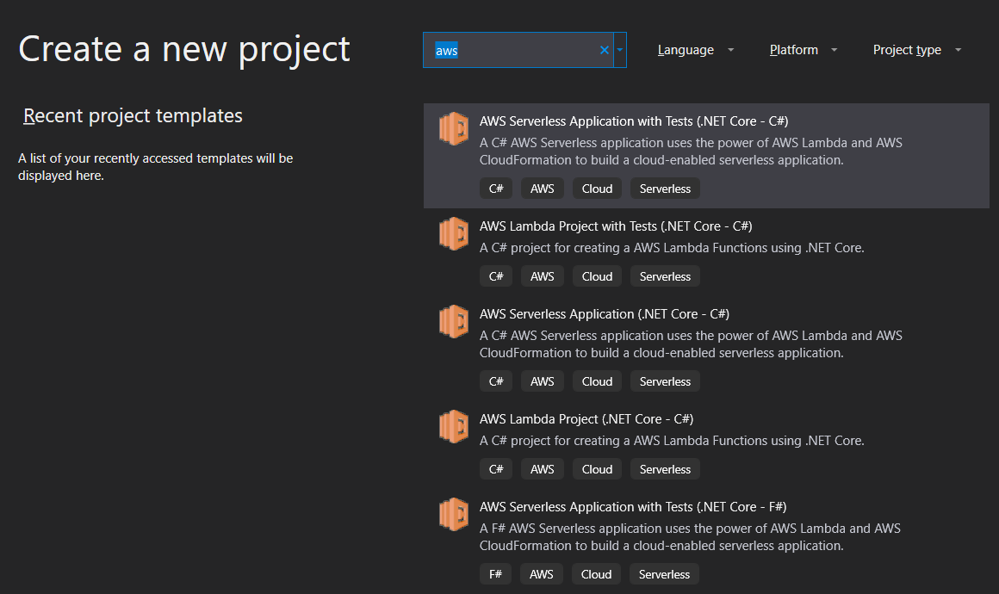 Create a new project
aws
Language
Platform
Project type
Recent project templates
A list of your recently accessed templates will be
displayed here.
AWS Serverless Application with Tests (.NET Core - C#)
A C# AWS Serverless application uses the power of AWS Lambda and AWS
CloudFormation to build a cloud-enabled serverless application.
C# AWS Cloud Serverless
AWS Lambda Project with Tests (.NET Core - C#)
A C# project for creating a AWS Lambda Functions using .NET Core.
C# AWS Cloud Serverless
AWS Serverless Application (.NET Core - C#)
A C# AWS Serverless application uses the power of AWS Lambda and AWS
CloudFormation to build a cloud-enabled serverless application.
C# AWS Cloud Serverless
AWS Lambda Project (.NET Core - C#)
A C# project for creating a AWS Lambda Functions using .NET Core.
C# AWS Cloud Serverless
AWS Serverless Application with Tests (.NET Core - F#)
A F# AWS Serverless application uses the power of AWS Lambda and AWS
CloudFormation to build a cloud-enabled serverless application.
F# AWS Cloud Serverless